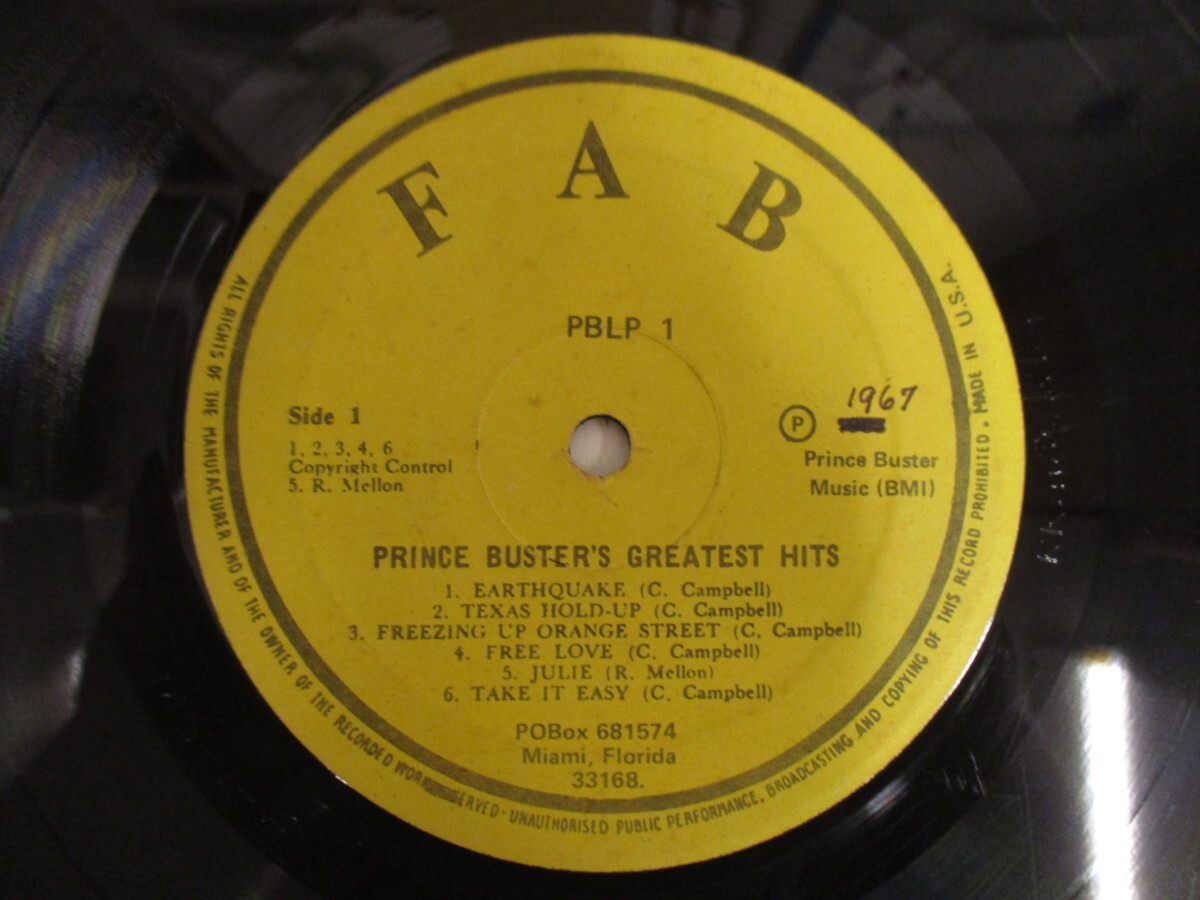 FAB
PBLP 1
Side 1
1, 2, 3, 4, 6
Copyright Control
5. R. Mellon
℗ 1967
Prince Buster
Music (BMI)
PRINCE BUSTER'S GREATEST HITS
1. EARTHQUAKE (C. Campbell)
2. TEXAS HOLD-UP (C. Campbell)
3. FREEZING UP ORANGE STREET (C. Campbell)
4. FREE LOVE (C. Campbell)
5. JULIE (R. Mellon)
6. TAKE IT EASY (C. Campbell)
POBox 681574
Miami, Florida
33168.
ALL RIGHTS OF THE MANUFACTURER AND OF THE OWNER OF THE RECORDED WORK · UNAUTHORISED PUBLIC PERFORMANCE, BROADCASTING AND COPYING OF THIS RECORD PROHIBITED. MADE IN U.S.A.